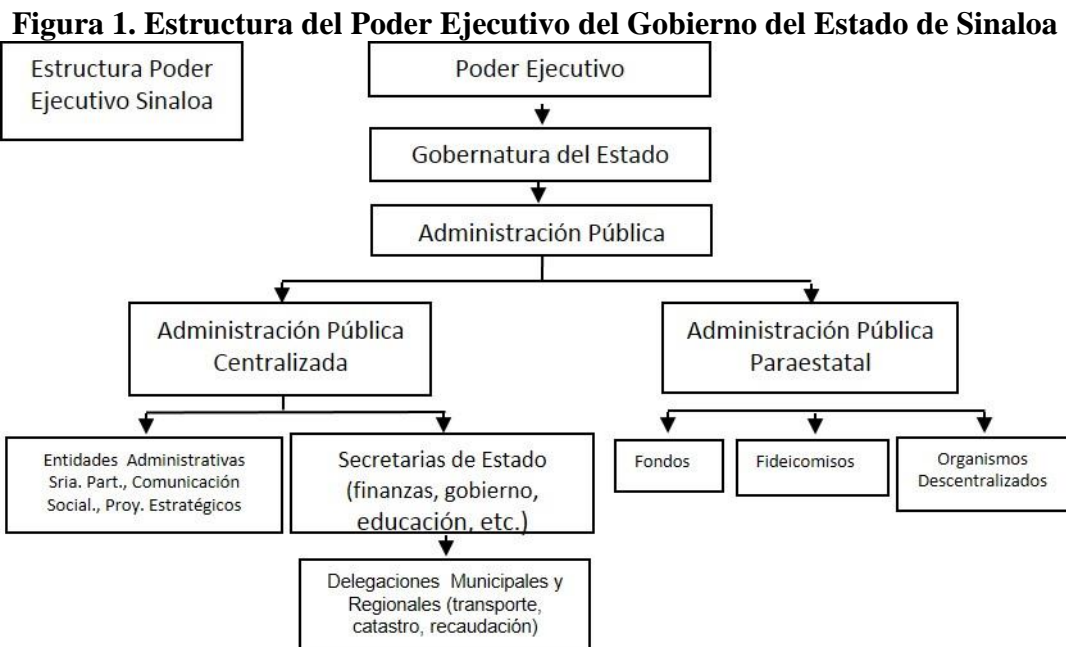 Figura 1. Estructura del Poder Ejecutivo del Gobierno del Estado de Sinaloa
Estructura Poder
Ejecutivo Sinaloa
Poder Ejecutivo
Gobernatura del Estado
Administración Pública
Administración Pública
Centralizada
Administración Pública
Paraestatal
Entidades Administrativas
Sria. Part., Comunicación
Social., Proy. Estratégicos
Secretarias de Estado
(finanzas, gobierno,
educación, etc.)
Fondos
Fideicomisos
Organismos
Descentralizados
Delegaciones Municipales y
Regionales (transporte,
catastro, recaudación)